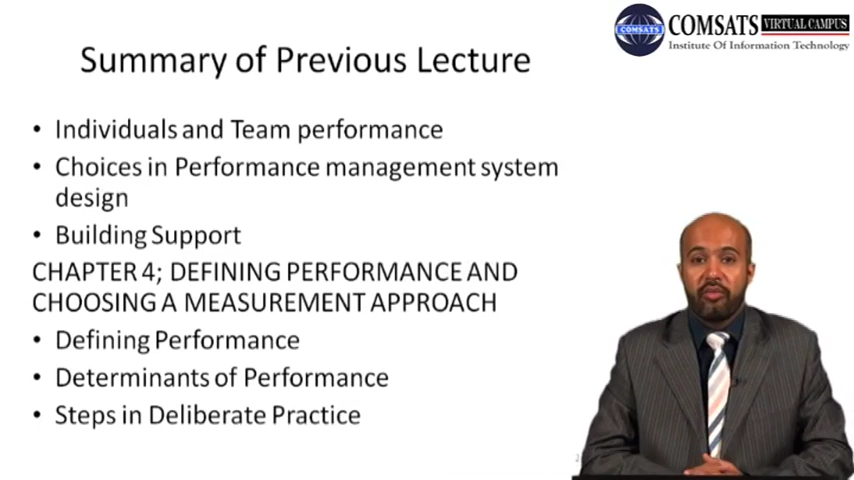 COMSATS
COMSATS VIRTUAL CAMPUS
Institute Of Information Technology
Summary of Previous Lecture
• Individuals and Team performance
• Choices in Performance management system
design
• Building Support
CHAPTER 4; DEFINING PERFORMANCE AND
CHOOSING A MEASUREMENT APPROACH
• Defining Performance
• Determinants of Performance
• Steps in Deliberate Practice
2